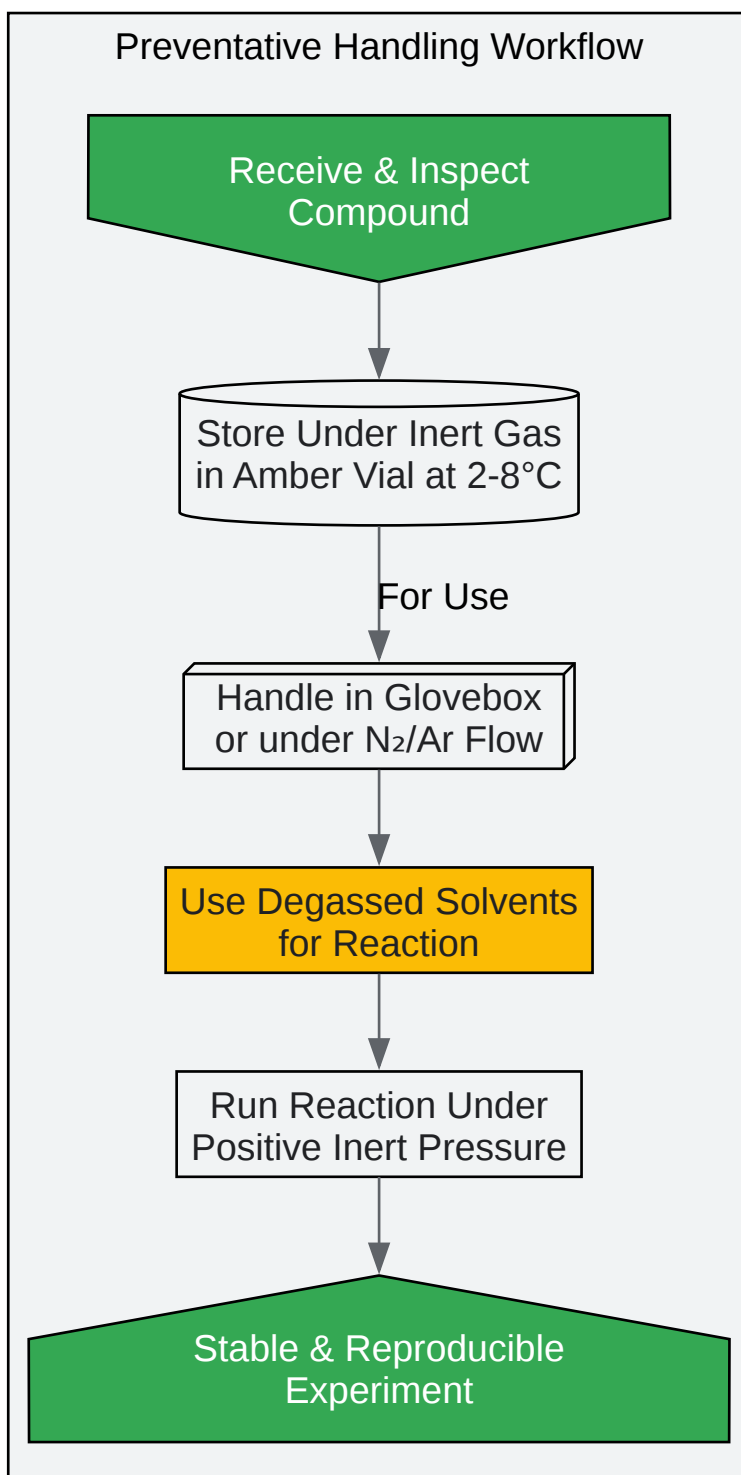 Preventative Handling Workflow
Receive & Inspect
Compound
Store Under Inert Gas
in Amber Vial at 2-8°C
For Use
Handle in Glovebox
or under N₂/Ar Flow
Use Degassed Solvents
for Reaction
Run Reaction Under
Positive Inert Pressure
Stable & Reproducible
Experiment